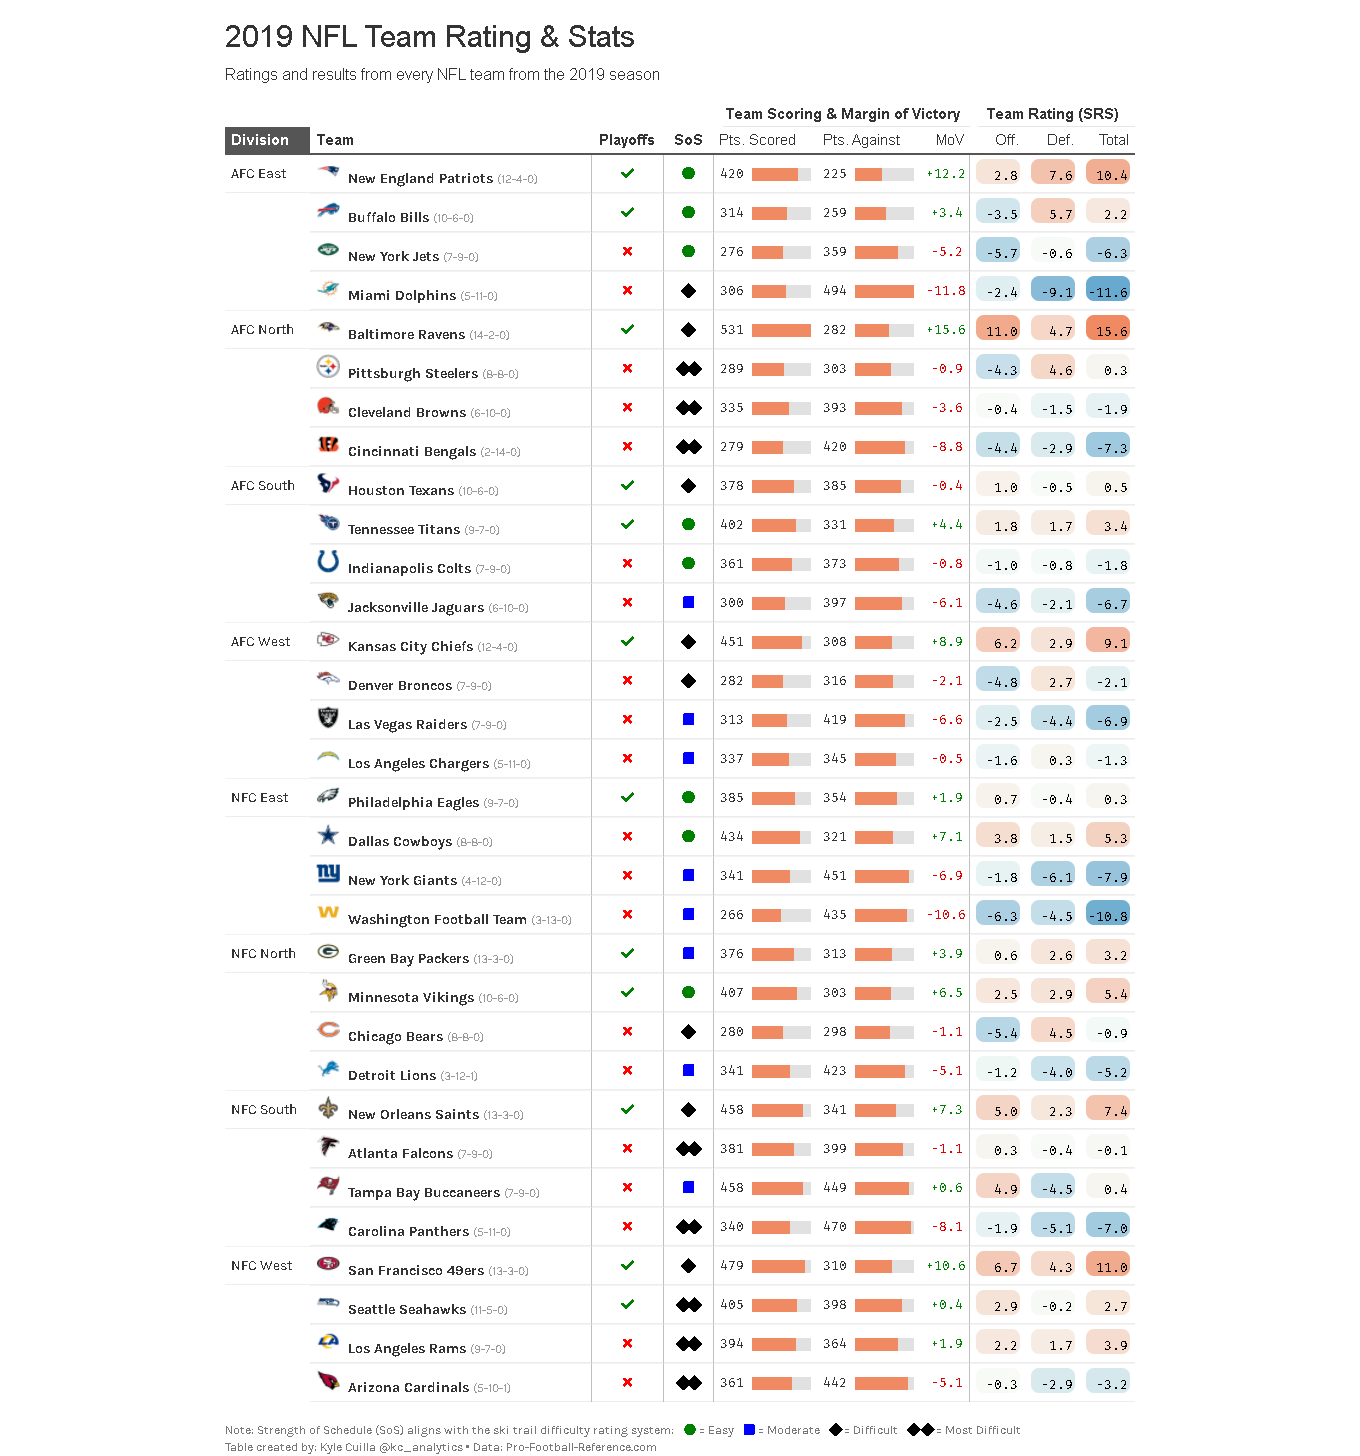 2019 NFL Team Rating & Stats
Ratings and results from every NFL team from the 2019 season
Team Scoring & Margin of Victory Team Rating (SRS)
Division Team Playoffs SoS Pts. Scored Pts. Against MoV Off. Def. Total
AFC East New England Patriots (12-4-0) 420 225 +12.2 2.8 7.6 10.4
Buffalo Bills (10-6-0) 314 259 +3.4 -3.5 5.7 2.2
New York Jets (7-9-0) 276 359 -5.2 -5.7 -0.6 -6.3
Miami Dolphins (5-11-0) 306 494 -11.8 -2.4 -9.1 -11.6
AFC North Baltimore Ravens (14-2-0) 531 282 +15.6 11.0 4.7 15.6
Pittsburgh Steelers (8-8-0) 289 303 -0.9 -4.3 4.6 0.3
Cleveland Browns (6-10-0) 335 393 -3.6 -0.4 -1.5 -1.9
Cincinnati Bengals (2-14-0) 279 420 -8.8 -4.4 -2.9 -7.3
AFC South Houston Texans (10-6-0) 378 385 -0.4 1.0 -0.5 0.5
Tennessee Titans (9-7-0) 402 331 +4.4 1.8 1.7 3.4
Indianapolis Colts (7-9-0) 361 373 -0.8 -1.0 -0.8 -1.8
Jacksonville Jaguars (6-10-0) 300 397 -6.1 -4.6 -2.1 -6.7
AFC West Kansas City Chiefs (12-4-0) 451 308 +8.9 6.2 2.9 9.1
Denver Broncos (7-9-0) 282 316 -2.1 -4.8 2.7 -2.1
Las Vegas Raiders (7-9-0) 313 419 -6.6 -2.5 -4.4 -6.9
Los Angeles Chargers (5-11-0) 337 345 -0.5 -1.6 0.3 -1.3
NFC East Philadelphia Eagles (9-7-0) 385 354 +1.9 0.7 -0.4 0.3
Dallas Cowboys (8-8-0) 434 321 +7.1 3.8 1.5 5.3
New York Giants (4-12-0) 341 451 -6.9 -1.8 -6.1 -7.9
Washington Football Team (3-13-0) 266 435 -10.6 -6.3 -4.5 -10.8
NFC North Green Bay Packers (13-3-0) 376 313 +3.9 0.6 2.6 3.2
Minnesota Vikings (10-6-0) 407 303 +6.5 2.5 2.9 5.4
Chicago Bears (8-8-0) 280 298 -1.1 -5.4 4.5 -0.9
Detroit Lions (3-12-1) 341 423 -5.1 -1.2 -4.0 -5.2
NFC South New Orleans Saints (13-3-0) 458 341 +7.3 5.0 2.3 7.4
Atlanta Falcons (7-9-0) 381 399 -1.1 0.3 -0.4 -0.1
Tampa Bay Buccaneers (7-9-0) 458 449 +0.6 4.9 -4.5 0.4
Carolina Panthers (5-11-0) 340 470 -8.1 -1.9 -5.1 -7.0
NFC West San Francisco 49ers (13-3-0) 479 310 +10.6 6.7 4.3 11.0
Seattle Seahawks (11-5-0) 405 398 +0.4 2.9 -0.2 2.7
Los Angeles Rams (9-7-0) 394 364 +1.9 2.2 1.7 3.9
Arizona Cardinals (5-10-1) 361 442 -5.1 -0.3 -2.9 -3.2
Note: Strength of Schedule (SoS) aligns with the ski trail difficulty rating system: = Easy = Moderate = Difficult = Most Difficult
Table created by: Kyle Cuilla @kc_analytics • Data: Pro-Football-Reference.com